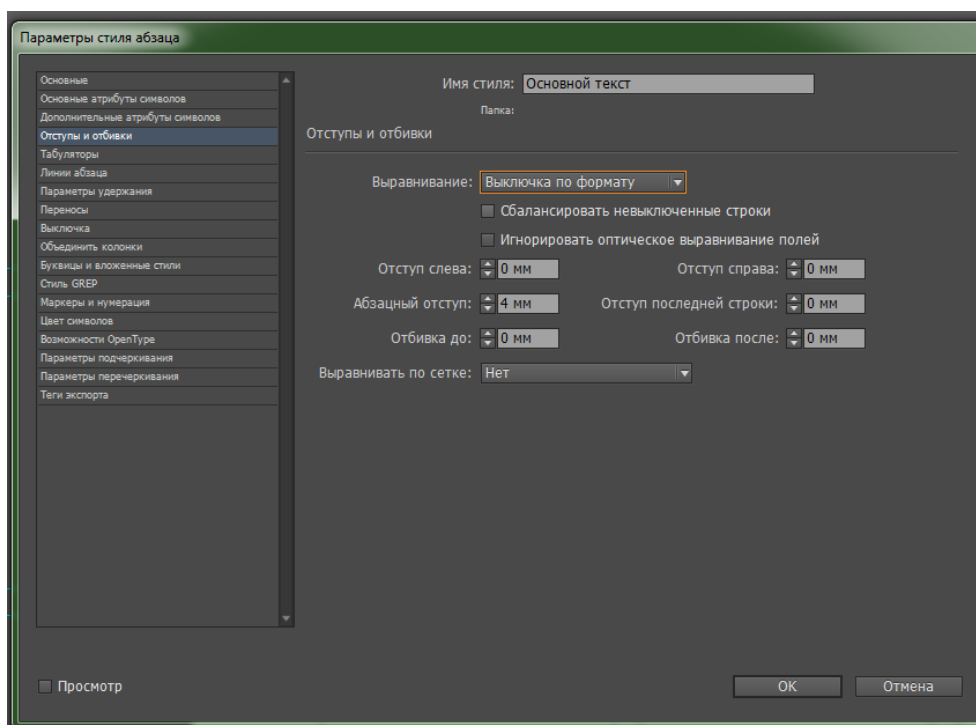 Параметры стиля абзаца
Основные
Основные атрибуты символов
Дополнительные атрибуты символов
Отступы и отбивки
Табуляторы
Линии абзаца
Параметры удержания
Переносы
Выключка
Объединить колонки
Буквицы и вложенные стили
Стиль GREP
Маркеры и нумерация
Цвет символов
Возможности OpenType
Параметры подчеркивания
Параметры перечеркивания
Теги экспорта
Имя стиля: Основной текст
Папка:
Отступы и отбивки
Выравнивание: Выключка по формату
Сбалансировать невыключенные строки
Игнорировать оптическое выравнивание полей
Отступ слева: 0 мм Отступ справа: 0 мм
Абзацный отступ: 4 мм Отступ последней строки: 0 мм
Отбивка до: 0 мм Отбивка после: 0 мм
Выравнивать по сетке: Нет
Просмотр
ОК Отмена